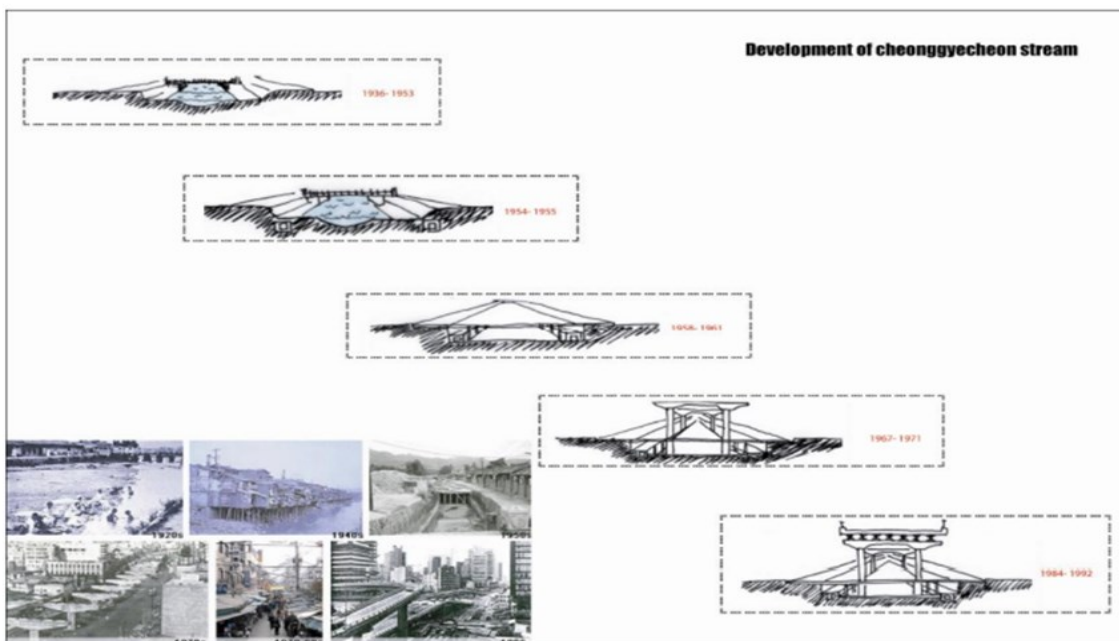 Development of cheonggyecheon stream
1936- 1953
1954- 1955
1958- 1961
1967- 1971
1984- 1992
1920s
1940s
1950s